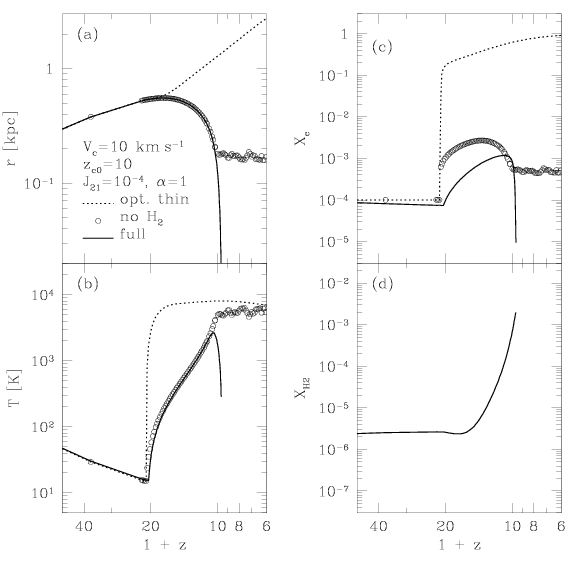 (a)
1
10⁻¹
r [kpc]
V_c=10 km s⁻¹
z_c0=10
J_21=10⁻⁴, α=1
opt. thin
no H_2
full
(b)
10⁴
10³
10²
10¹
T [K]
40 20 10 8 6
1 + z
(c)
1
10⁻¹
10⁻²
10⁻³
10⁻⁴
10⁻⁵
X_e
(d)
10⁻²
10⁻³
10⁻⁴
10⁻⁵
10⁻⁶
10⁻⁷
X_H2
40 20 10 8 6
1 + z